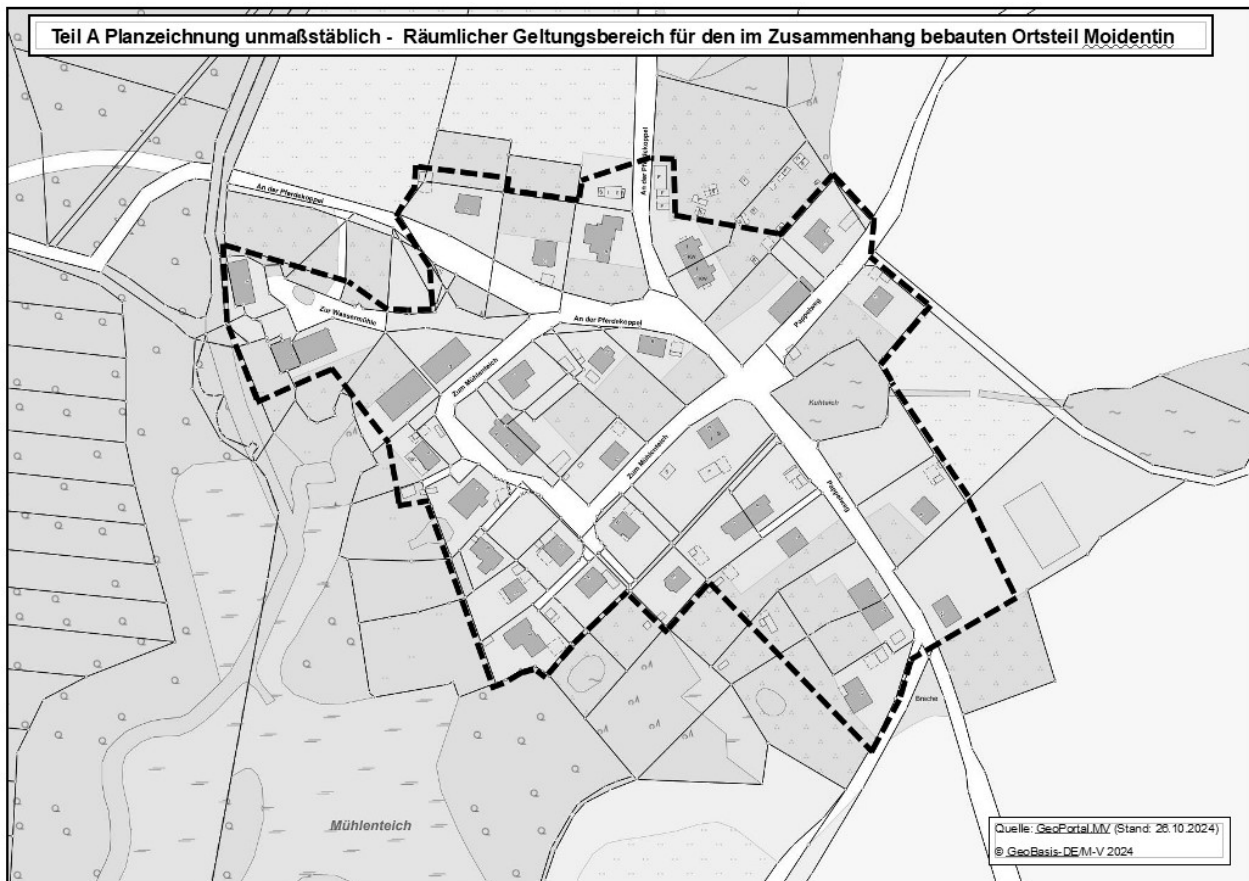 Teil A Planzeichnung unmaßstäblich - Räumlicher Geltungsbereich für den im Zusammenhang bebauten Ortsteil Moidentin
An der Pferdekoppel
An der Pferdekoppel
Zur Wassermühle
An der Pferdekoppel
Pappelweg
Zum Mühlenteich
Kuhteich
Zum Mühlenteich
Pappelweg
Brache
Mühlenteich
Quelle: GeoPortal.MV (Stand: 26.10.2024)
© GeoBasis-DE/M-V 2024